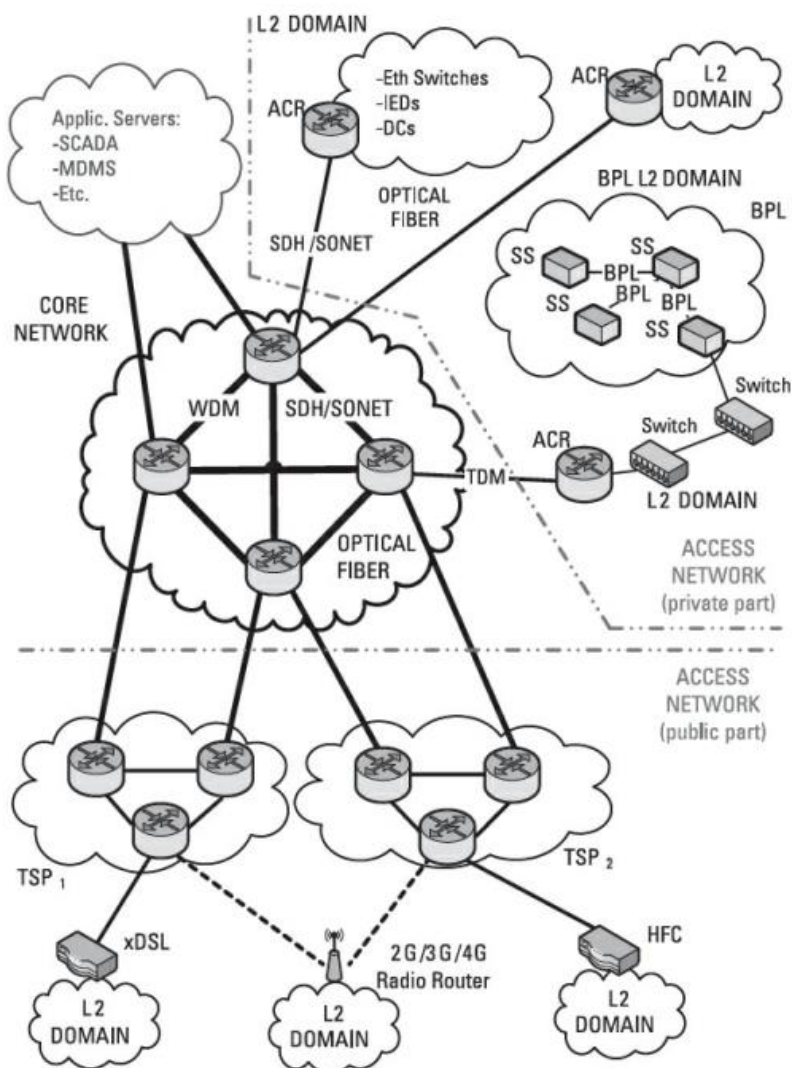 L2 DOMAIN
-Eth Switches
-IEDs
-DCs
ACR
ACR
L2
DOMAIN
Applic. Servers:
-SCADA
-MDMS
-Etc.
OPTICAL
FIBER
SDH/SONET
BPL L2 DOMAIN
BPL
SS
SS
BPL
BPL
SS
BPL
SS
CORE
NETWORK
Switch
WDM
SDH/SONET
Switch
ACR
TDM
L2 DOMAIN
OPTICAL
FIBER
ACCESS
NETWORK
(private part)
ACCESS
NETWORK
(public part)
TSP 1
TSP 2
xDSL
2G/3G/4G
Radio Router
HFC
L2
DOMAIN
L2
DOMAIN
L2
DOMAIN